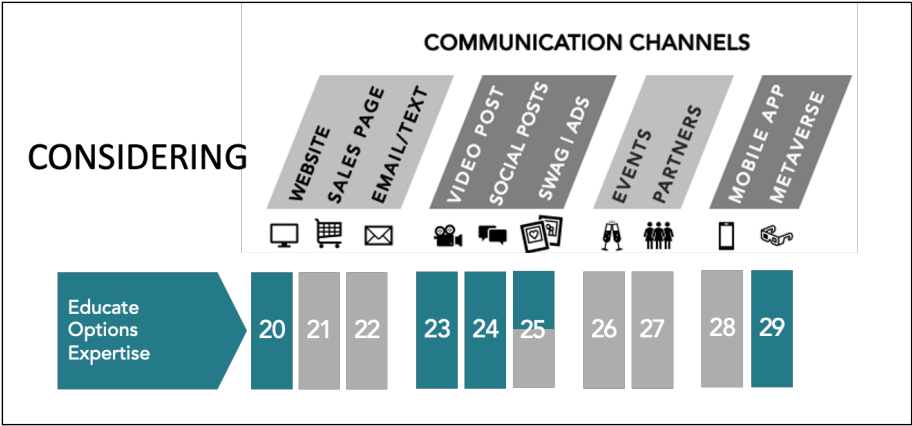 COMMUNICATION CHANNELS
CONSIDERING
WEBSITE
SALES PAGE
EMAIL/TEXT
VIDEO POST
SOCIAL POSTS
SWAG | ADS
EVENTS
PARTNERS
MOBILE APP
METAVERSE
Educate
Options
Expertise
20 21 22 23 24 25 26 27 28 29